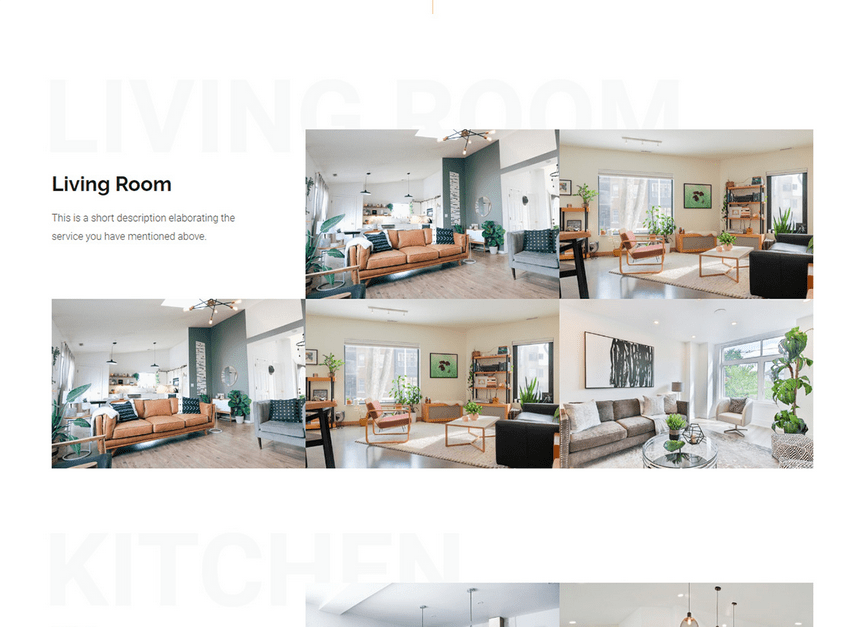 LIVING ROOM
Living Room
This is a short description elaborating the
service you have mentioned above.
KITCHEN